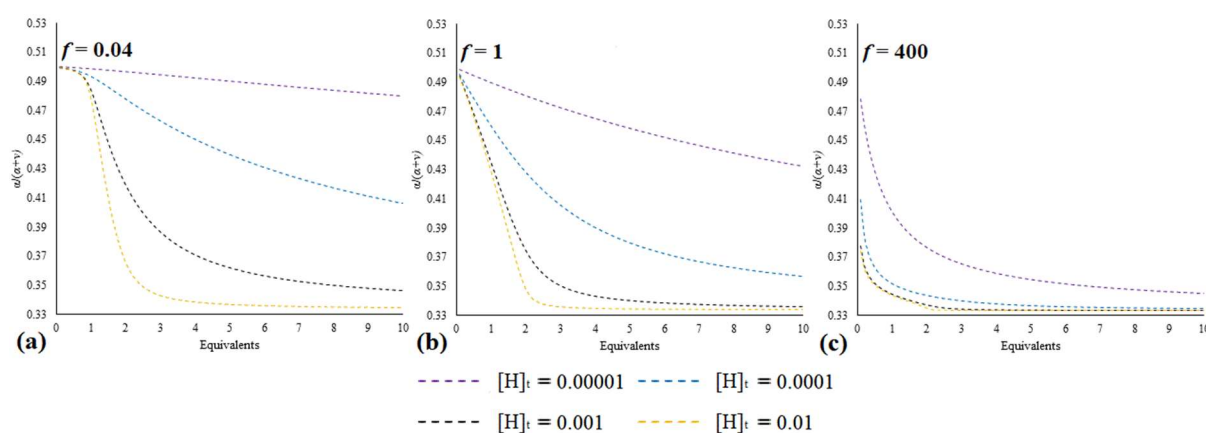 0.53
0.51
0.49
0.47
0.45
0.43
0.41
0.39
0.37
0.35
0.33
α/(α+ν)
f = 0.04
0 1 2 3 4 5 6 7 8 9 10
Equivalents
(a)
0.53
0.51
0.49
0.47
0.45
0.43
0.41
0.39
0.37
0.35
0.33
α/(α+ν)
f = 1
0 1 2 3 4 5 6 7 8 9 10
Equivalents
(b)
0.53
0.51
0.49
0.47
0.45
0.43
0.41
0.39
0.37
0.35
0.33
α/(α+ν)
f = 400
0 1 2 3 4 5 6 7 8 9 10
Equivalents
(c)
[H]t = 0.00001 [H]t = 0.0001
[H]t = 0.001 [H]t = 0.01